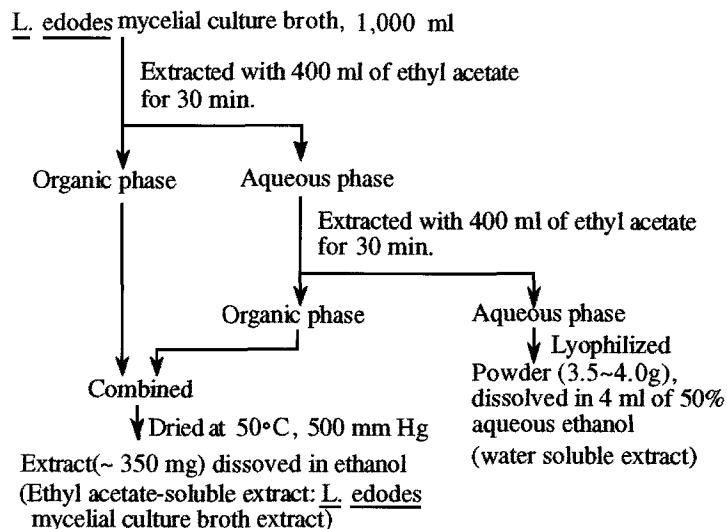 L. edodes mycelial culture broth, 1,000 ml
Extracted with 400 ml of ethyl acetate
for 30 min.
Organic phase
Aqueous phase
Extracted with 400 ml of ethyl acetate
for 30 min.
Organic phase
Aqueous phase
Lyophilized
Powder (3.5~4.0g),
dissolved in 4 ml of 50%
aqueous ethanol
(water soluble extract)
Combined
Dried at 50°C, 500 mm Hg
Extract(~ 350 mg) dissoved in ethanol
(Ethyl acetate-soluble extract: L. edodes
mycelial culture broth extract)